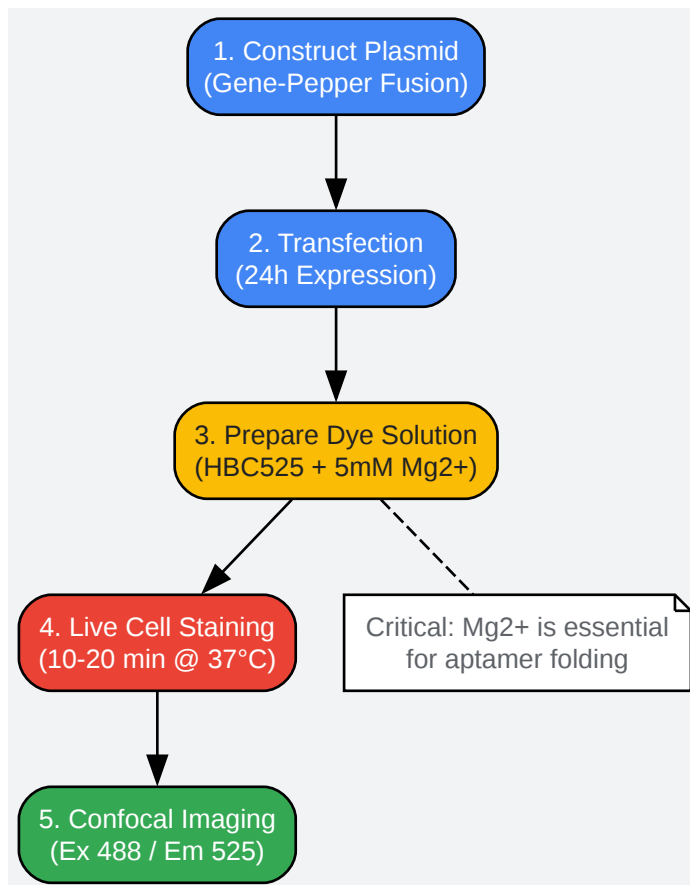 1. Construct Plasmid
(Gene-Pepper Fusion)
2. Transfection
(24h Expression)
3. Prepare Dye Solution
(HBC525 + 5mM Mg2+)
4. Live Cell Staining
(10-20 min @ 37°C)
Critical: Mg2+ is essential
for aptamer folding
5. Confocal Imaging
(Ex 488 / Em 525)